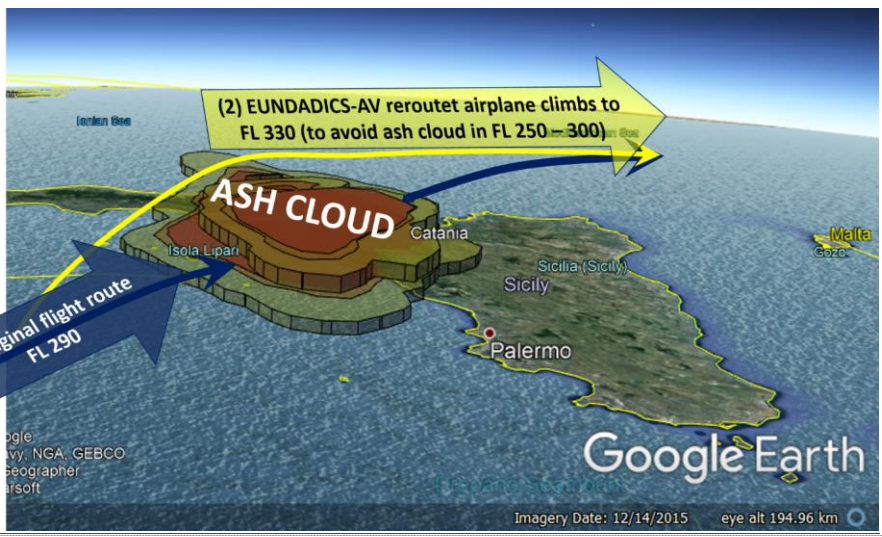 (2) EUNDADICS-AV reroutet airplane climbs to
FL 330 (to avoid ash cloud in FL 250 – 300)
Ionian Sea
Sea
ASH CLOUD
Isola Lipari
Catania
Malta
Gozo
Sicilia (Sicily)
Sicily
ginal flight route
FL 290
Palermo
ogle
avy, NGA, GEBCO
Geographer
arsoft
Google Earth
Imagery Date: 12/14/2015 eye alt 194.96 km